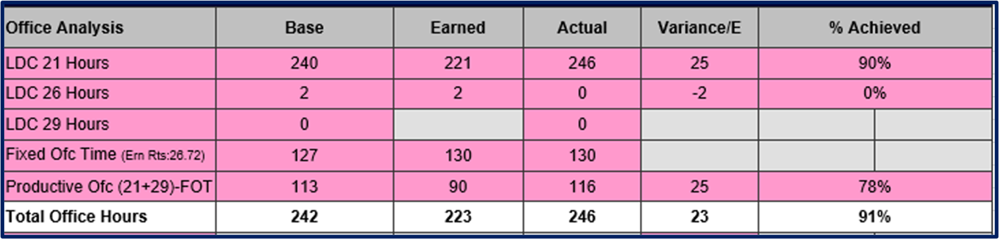 Office Analysis Base Earned Actual Variance/E % Achieved
LDC 21 Hours 240 221 246 25 90%
LDC 26 Hours 2 2 0 -2 0%
LDC 29 Hours 0 0
Fixed Ofc Time (Ern Rts:26.72) 127 130 130
Productive Ofc (21+29)-FOT 113 90 116 25 78%
Total Office Hours 242 223 246 23 91%